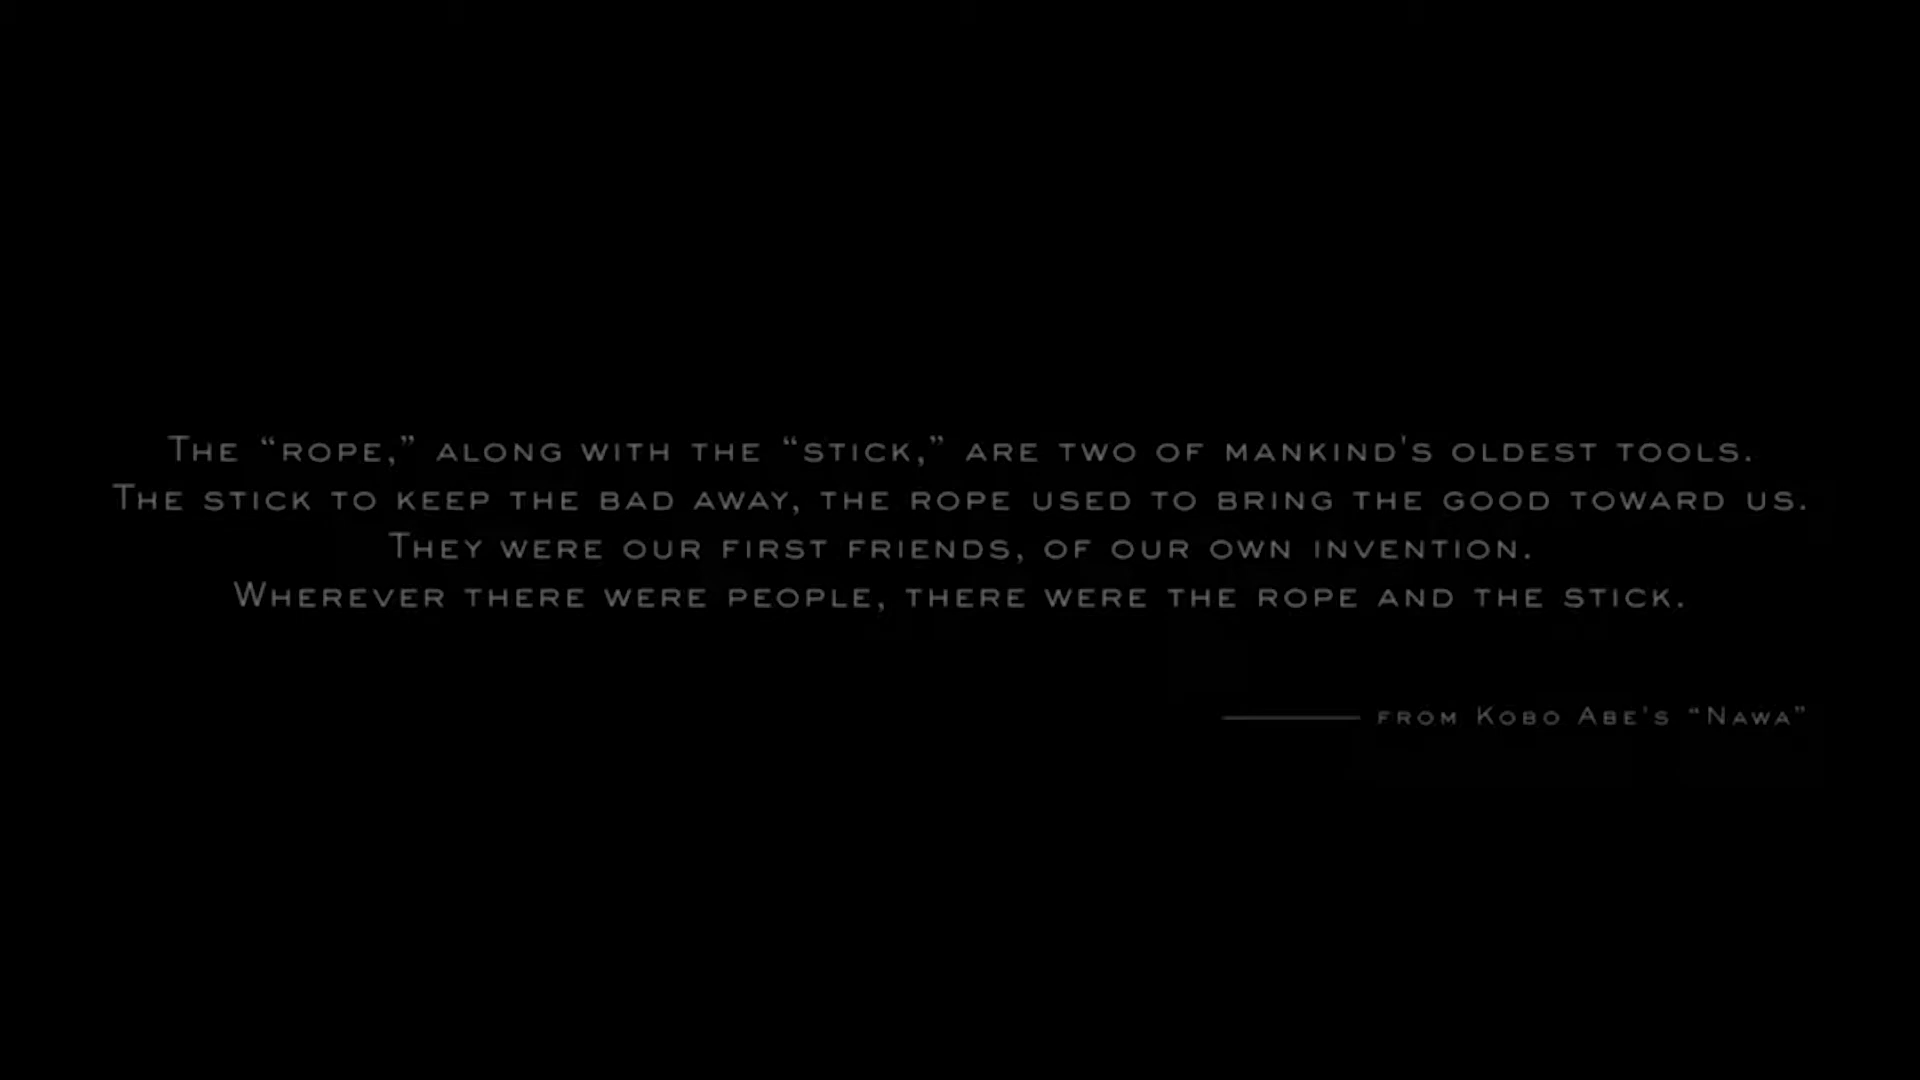 The “rope,” along with the “stick,” are two of mankind's oldest tools.
The stick to keep the bad away, the rope used to bring the good toward us.
They were our first friends, of our own invention.
Wherever there were people, there were the rope and the stick.
from Kobo Abe's “Nawa”